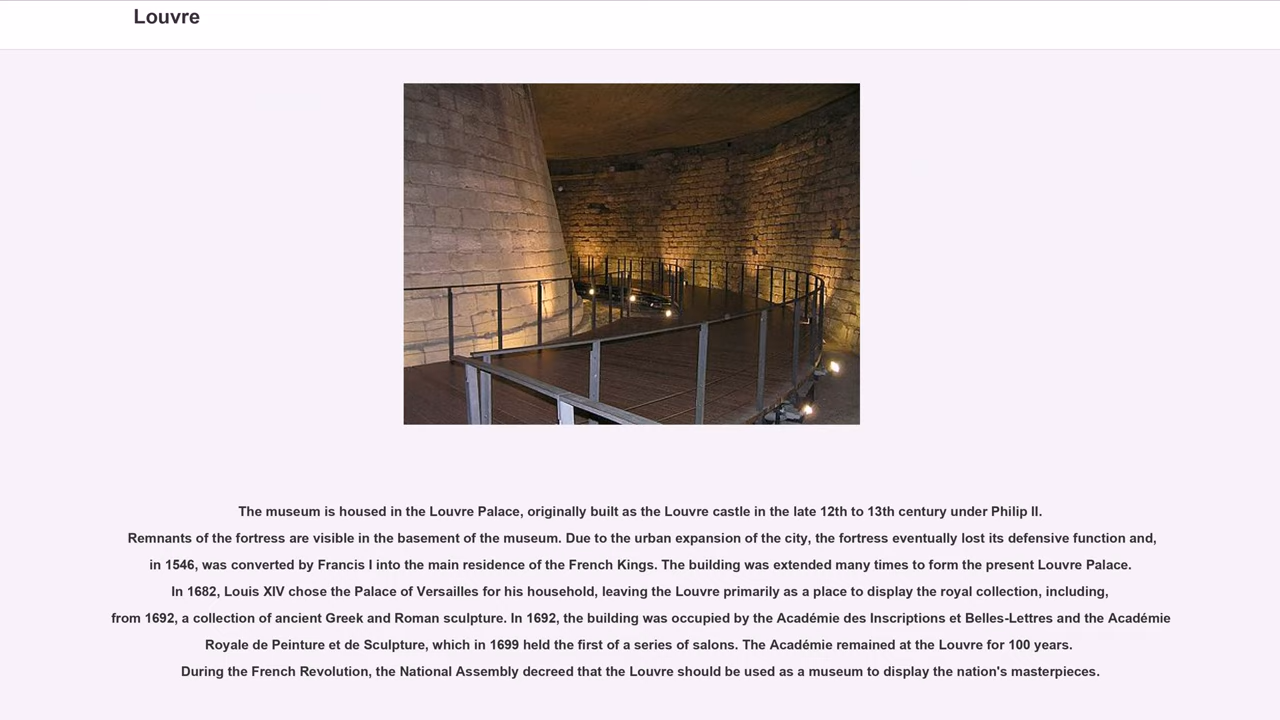 Louvre
The museum is housed in the Louvre Palace, originally built as the Louvre castle in the late 12th to 13th century under Philip II.
Remnants of the fortress are visible in the basement of the museum. Due to the urban expansion of the city, the fortress eventually lost its defensive function and,
in 1546, was converted by Francis I into the main residence of the French Kings. The building was extended many times to form the present Louvre Palace.
In 1682, Louis XIV chose the Palace of Versailles for his household, leaving the Louvre primarily as a place to display the royal collection, including,
from 1692, a collection of ancient Greek and Roman sculpture. In 1692, the building was occupied by the Académie des Inscriptions et Belles-Lettres and the Académie
Royale de Peinture et de Sculpture, which in 1699 held the first of a series of salons. The Académie remained at the Louvre for 100 years.
During the French Revolution, the National Assembly decreed that the Louvre should be used as a museum to display the nation's masterpieces.